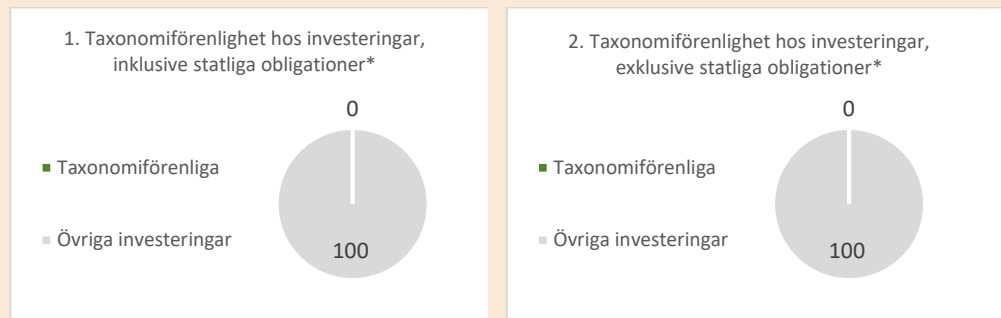 1. Taxonomiförenlighet hos investeringar,
inklusive statliga obligationer*
0
Taxonomiförenliga
Övriga investeringar
100
2. Taxonomiförenlighet hos investeringar,
exklusive statliga obligationer*
0
Taxonomiförenliga
Övriga investeringar
100